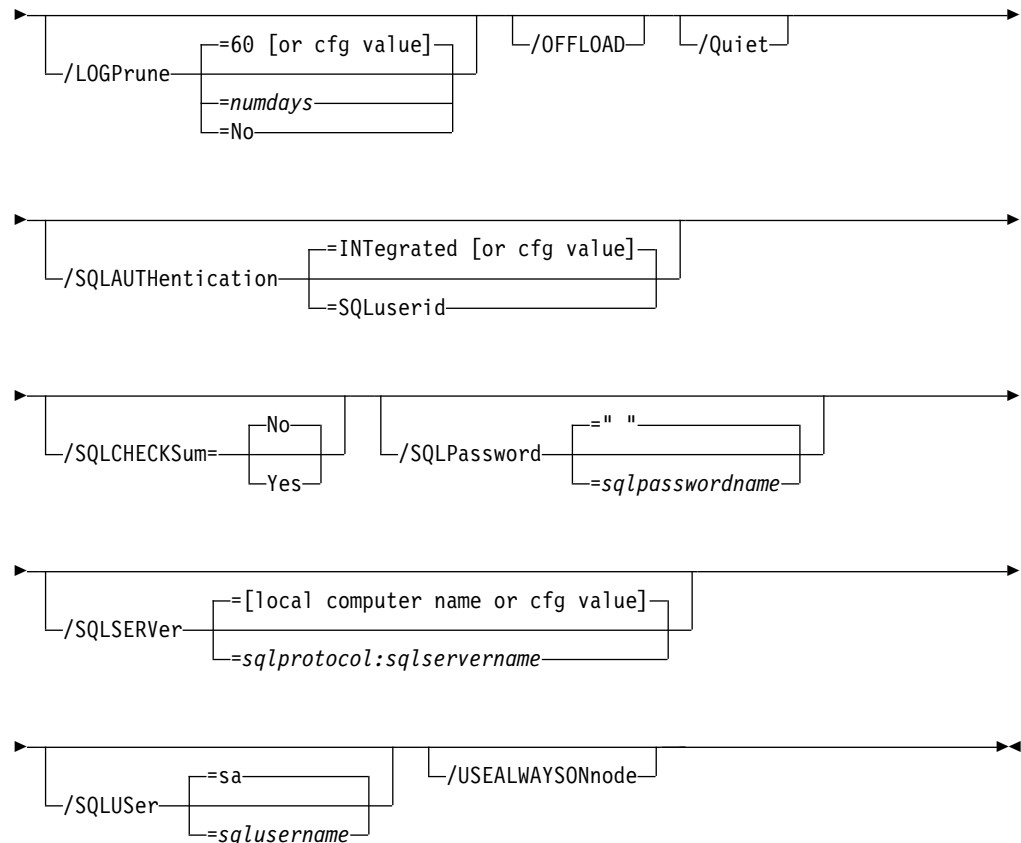 =60 [or cfg value]
/OFFLOAD /Quiet
/LOGPrune
=numdays
=No
=INTegrated [or cfg value]
/SQLAUTHentication
=SQLuserid
No =" "
/SQLCHECKSum= /SQLPassword
Yes =sqlpasswordname
=[local computer name or cfg value]
/SQLSERVer
=sqlprotocol:sqlservername
=sa /USEALWAYSONnode
/SQLUSer
=sqlusername